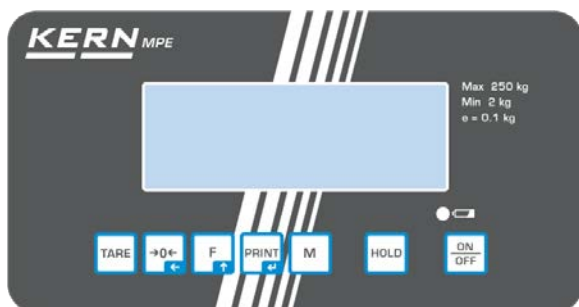 KERN MPE
Max 250 kg
Min 2 kg
e = 0.1 kg
TARE →0← F PRINT M HOLD ON
OFF